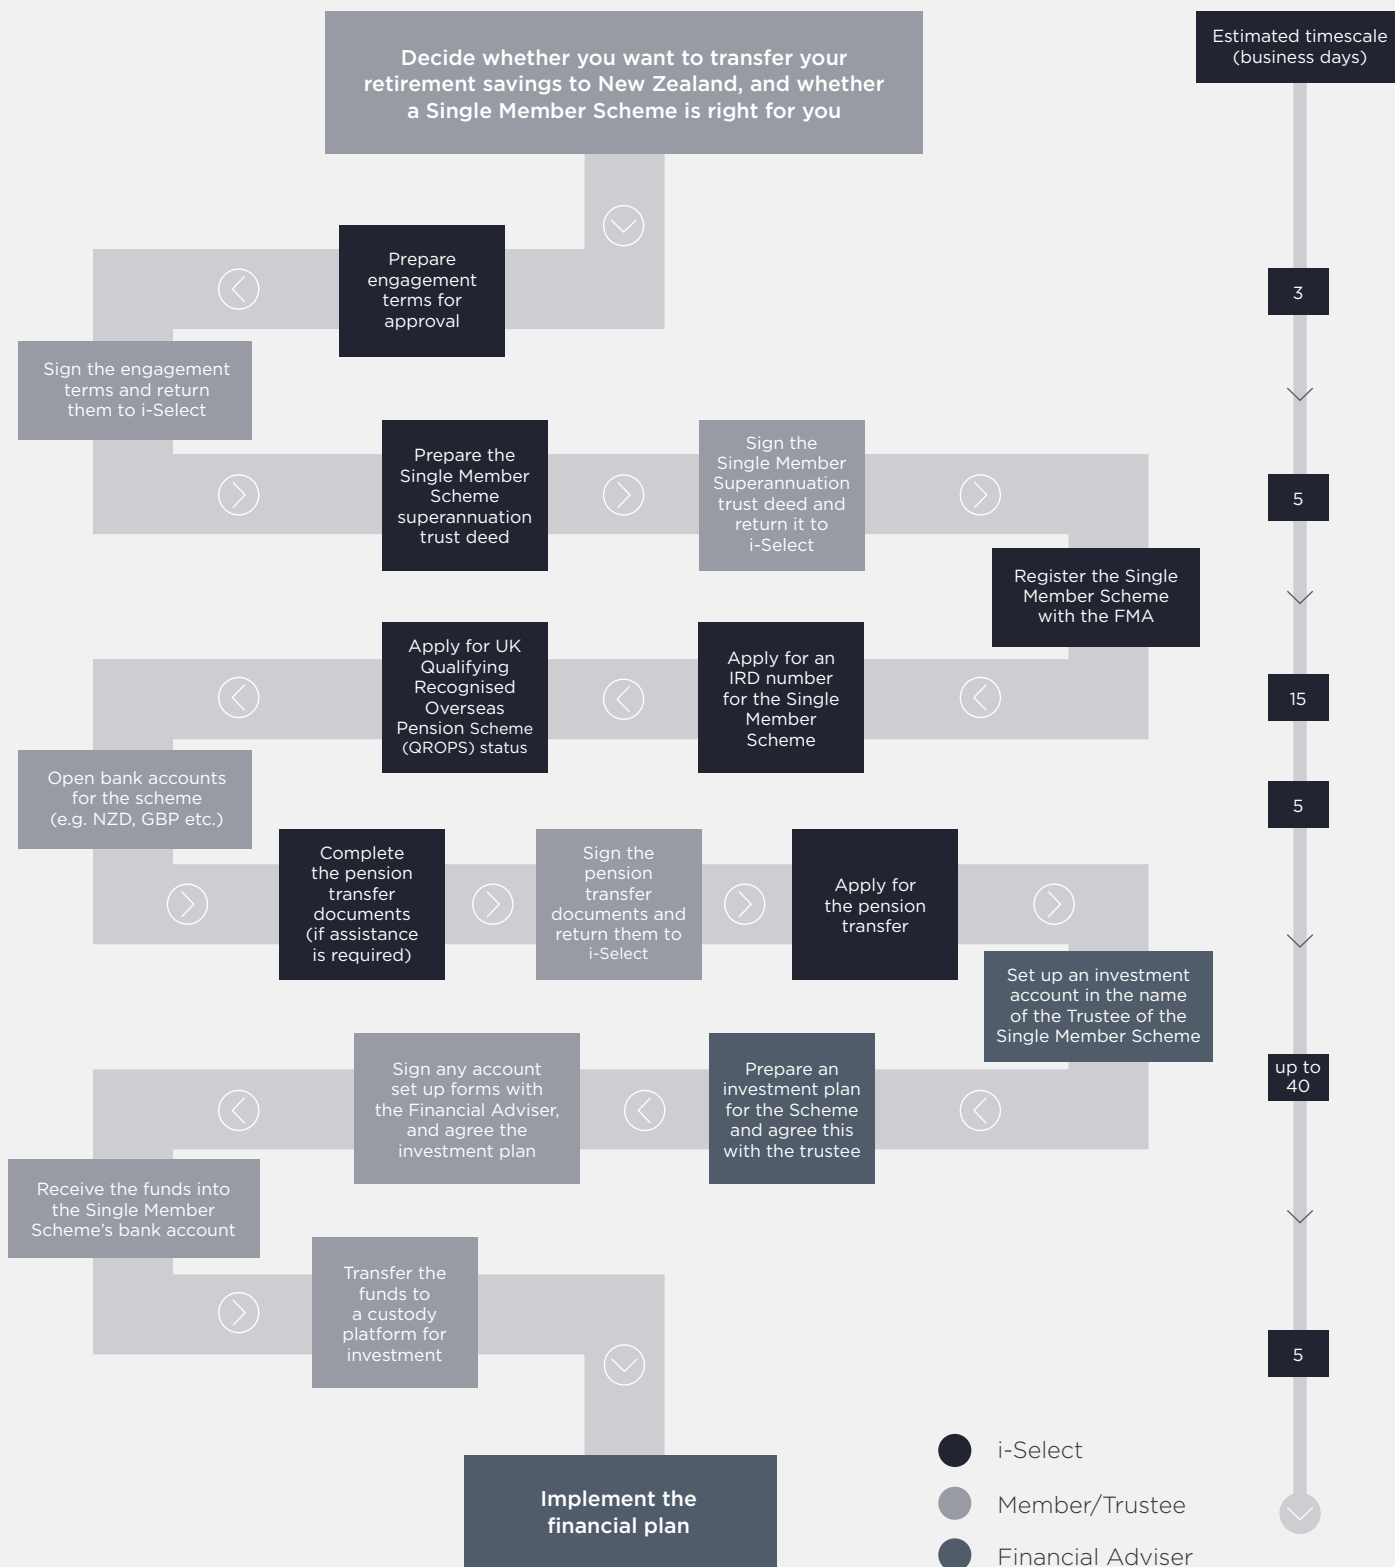 Decide whether you want to transfer your
retirement savings to New Zealand, and whether
a Single Member Scheme is right for you
Estimated timescale
(business days)
Prepare
engagement
terms for
approval
3
Sign the engagement
terms and return
them to i-Select
Prepare the
Single Member
Scheme
superannuation
trust deed
Sign the
Single Member
Superannuation
trust deed and
return it to
i-Select
5
Register the Single
Member Scheme
with the FMA
Apply for an
IRD number
for the Single
Member
Scheme
Apply for UK
Qualifying
Recognised
Overseas
Pension Scheme
(QROPS) status
15
Open bank accounts
for the scheme
(e.g. NZD, GBP etc.)
5
Complete
the pension
transfer
documents
(if assistance
is required)
Sign the
pension
transfer
documents and
return them to
i-Select
Apply for
the pension
transfer
Set up an investment
account in the name
of the Trustee of the
Single Member Scheme
Prepare an
investment plan
for the Scheme
and agree this
with the trustee
Sign any account
set up forms with
the Financial Adviser,
and agree the
investment plan
up to
40
Receive the funds into
the Single Member
Scheme's bank account
Transfer the
funds to
a custody
platform for
investment
5
Implement the
financial plan
i-Select
Member/Trustee
Financial Adviser